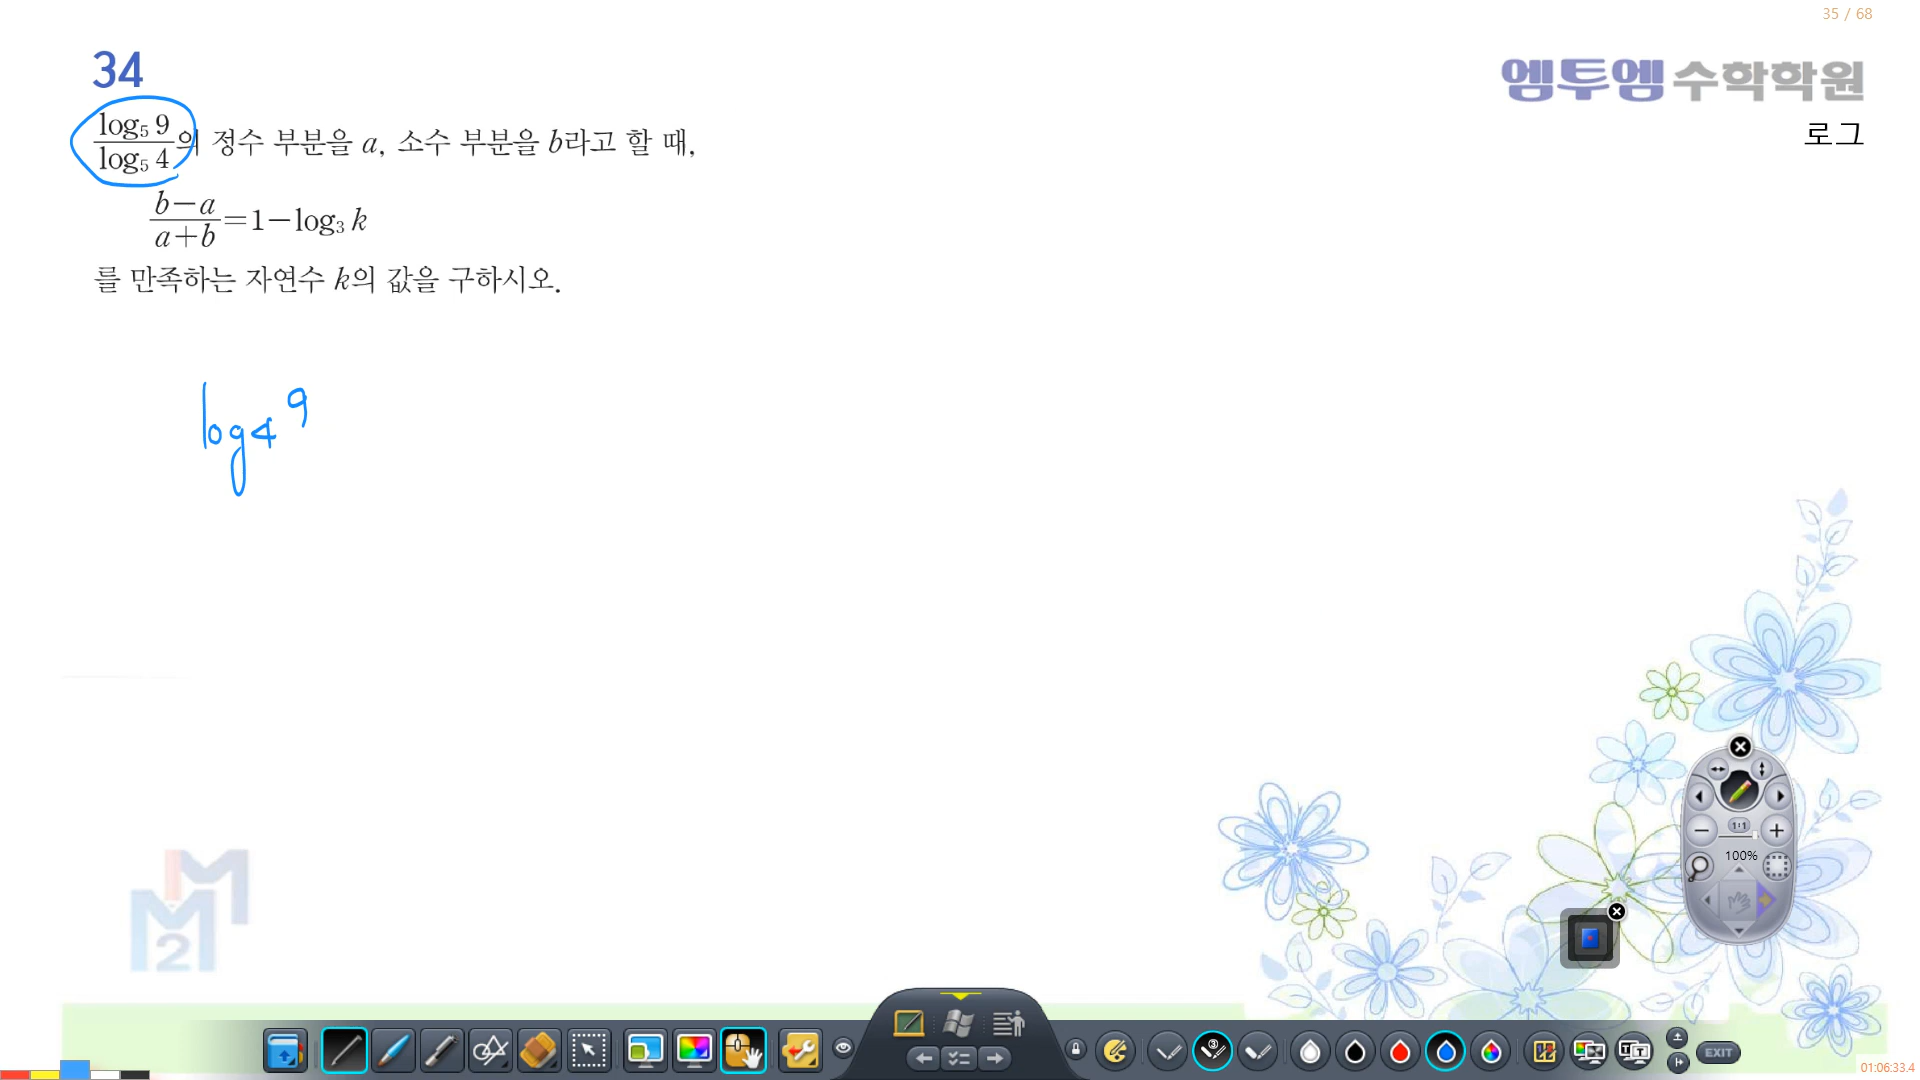 35 / 68
34
엠투엠수학학원
로그
log₅ 9 / log₅ 4 의 정수 부분을 a, 소수 부분을 b라고 할 때,
(b-a)/(a+b)=1-log₃ k
를 만족하는 자연수 k의 값을 구하시오.
log₄ 9
1:1
100%
M
M2
EXIT
01:06:33.4